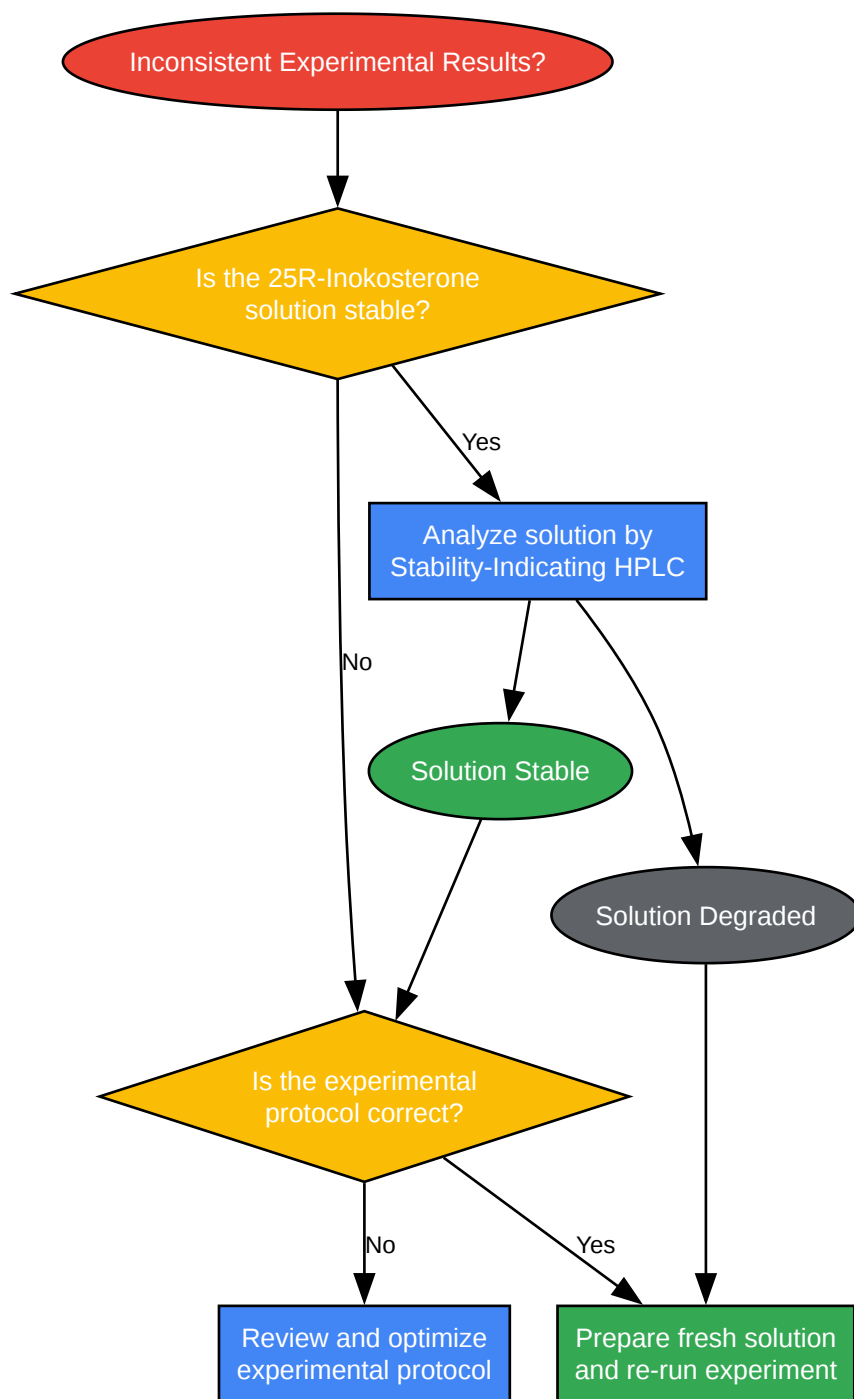 Inconsistent Experimental Results?
Is the 25R-Inokosterone
solution stable?
Yes
Analyze solution by
Stability-Indicating HPLC
No
Solution Stable
Solution Degraded
Is the experimental
protocol correct?
No
Yes
Review and optimize
experimental protocol
Prepare fresh solution
and re-run experiment